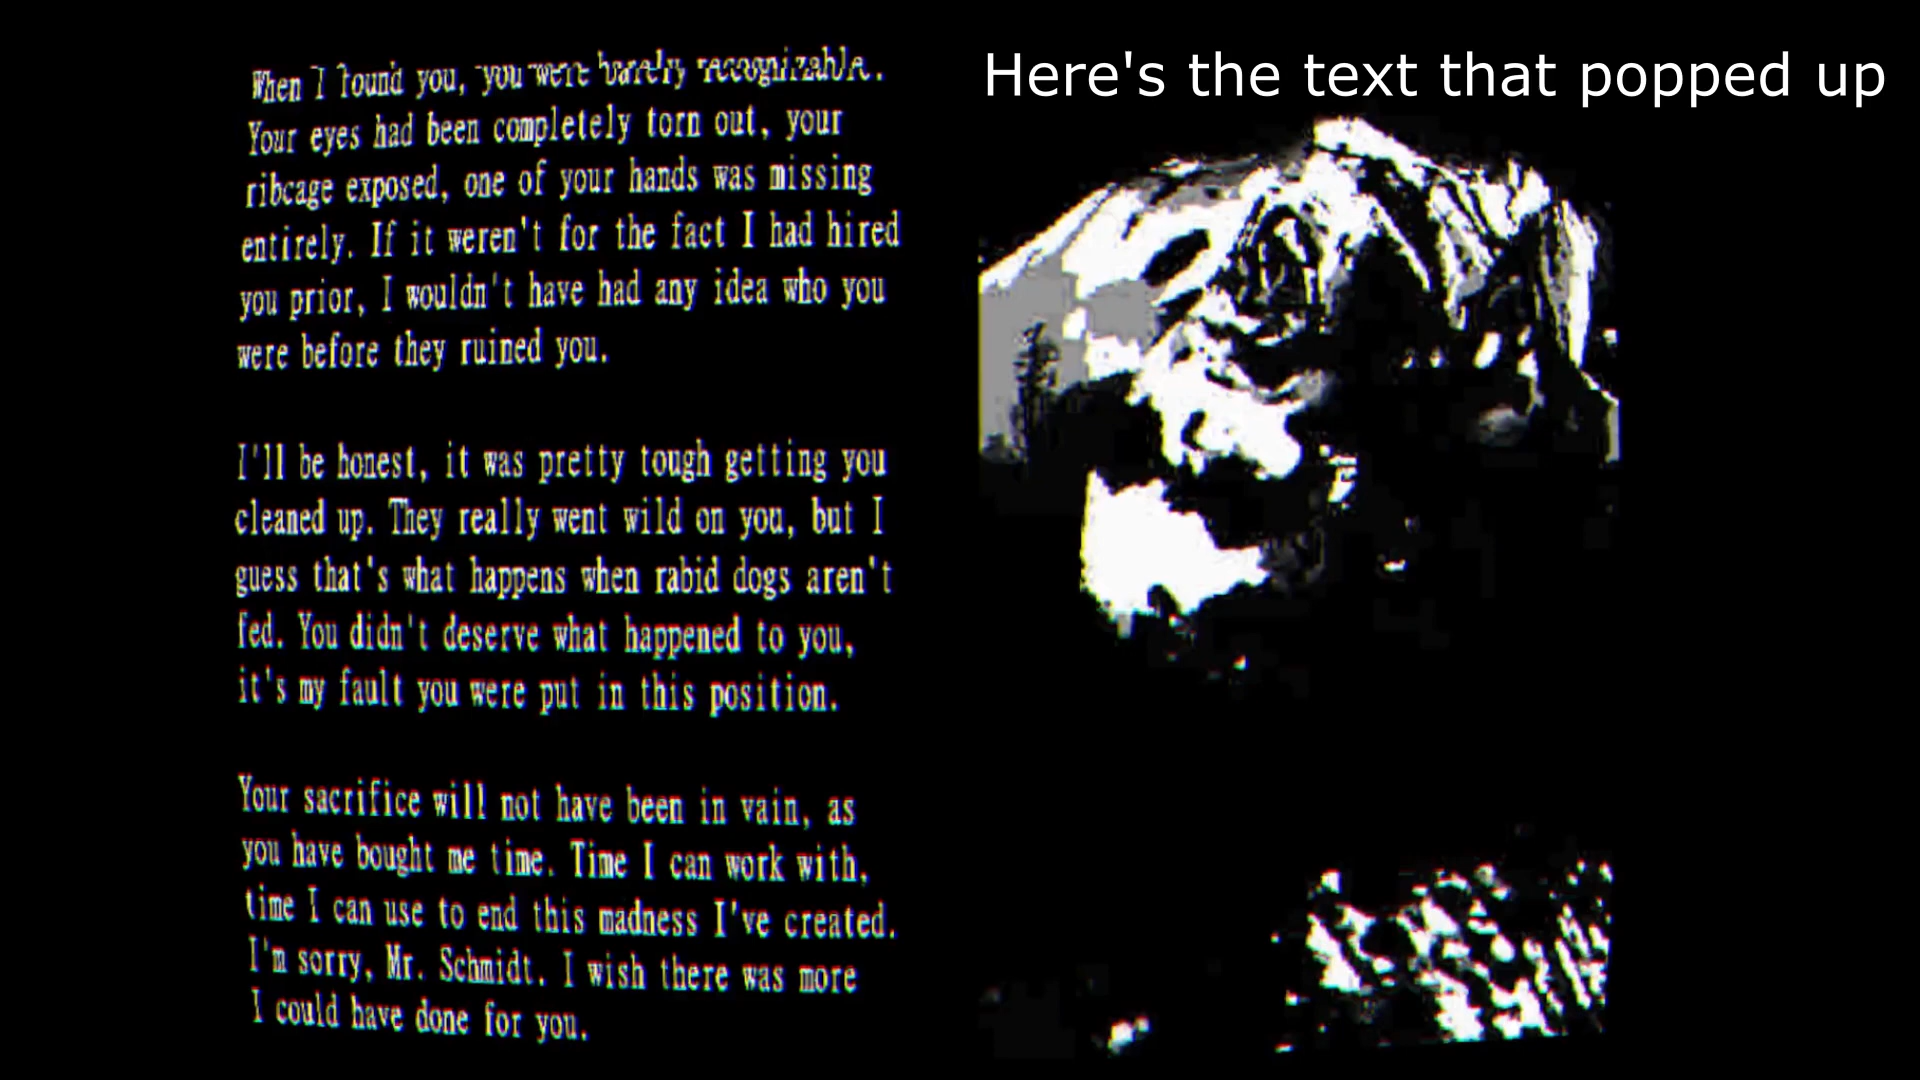 When I found you, you were barely recognizable.
Your eyes had been completely torn out, your
ribcage exposed, one of your hands was missing
entirely. If it weren't for the fact I had hired
you prior, I wouldn't have had any idea who you
were before they ruined you.
I'll be honest, it was pretty tough getting you
cleaned up. They really went wild on you, but I
guess that's what happens when rabid dogs aren't
fed. You didn't deserve what happened to you,
it's my fault you were put in this position.
Your sacrifice will not have been in vain, as
you have bought me time. Time I can work with,
time I can use to end this madness I've created.
I'm sorry, Mr. Schmidt. I wish there was more
I could have done for you.
Here's the text that popped up